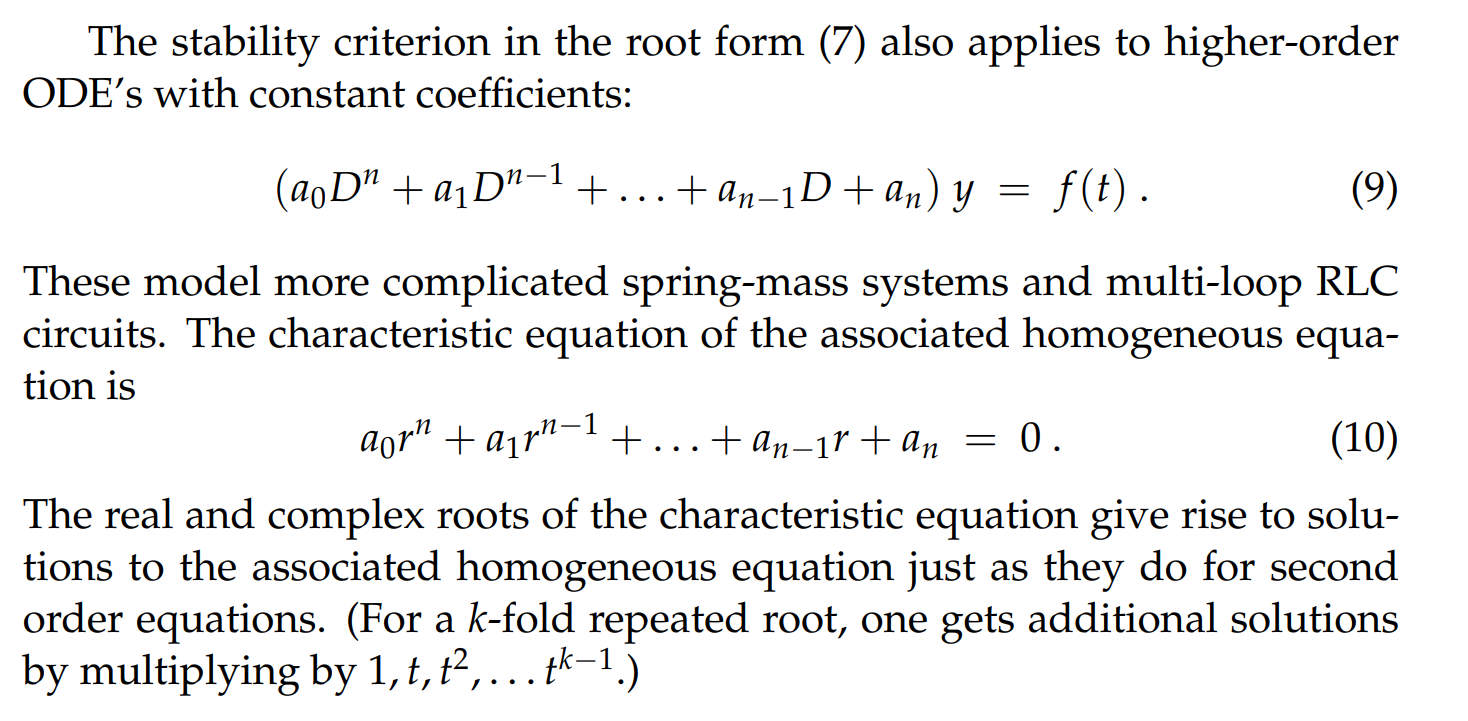 The stability criterion in the root form (7) also applies to higher-order
ODE’s with constant coefficients:
(a₀Dⁿ + a₁Dⁿ⁻¹ + . . . + aₙ₋₁D + aₙ) y = f(t) . (9)
These model more complicated spring-mass systems and multi-loop RLC
circuits. The characteristic equation of the associated homogeneous equa-
tion is
a₀rⁿ + a₁rⁿ⁻¹ + . . . + aₙ₋₁r + aₙ = 0 . (10)
The real and complex roots of the characteristic equation give rise to solu-
tions to the associated homogeneous equation just as they do for second
order equations. (For a k-fold repeated root, one gets additional solutions
by multiplying by 1, t, t², . . . tᵏ⁻¹.)